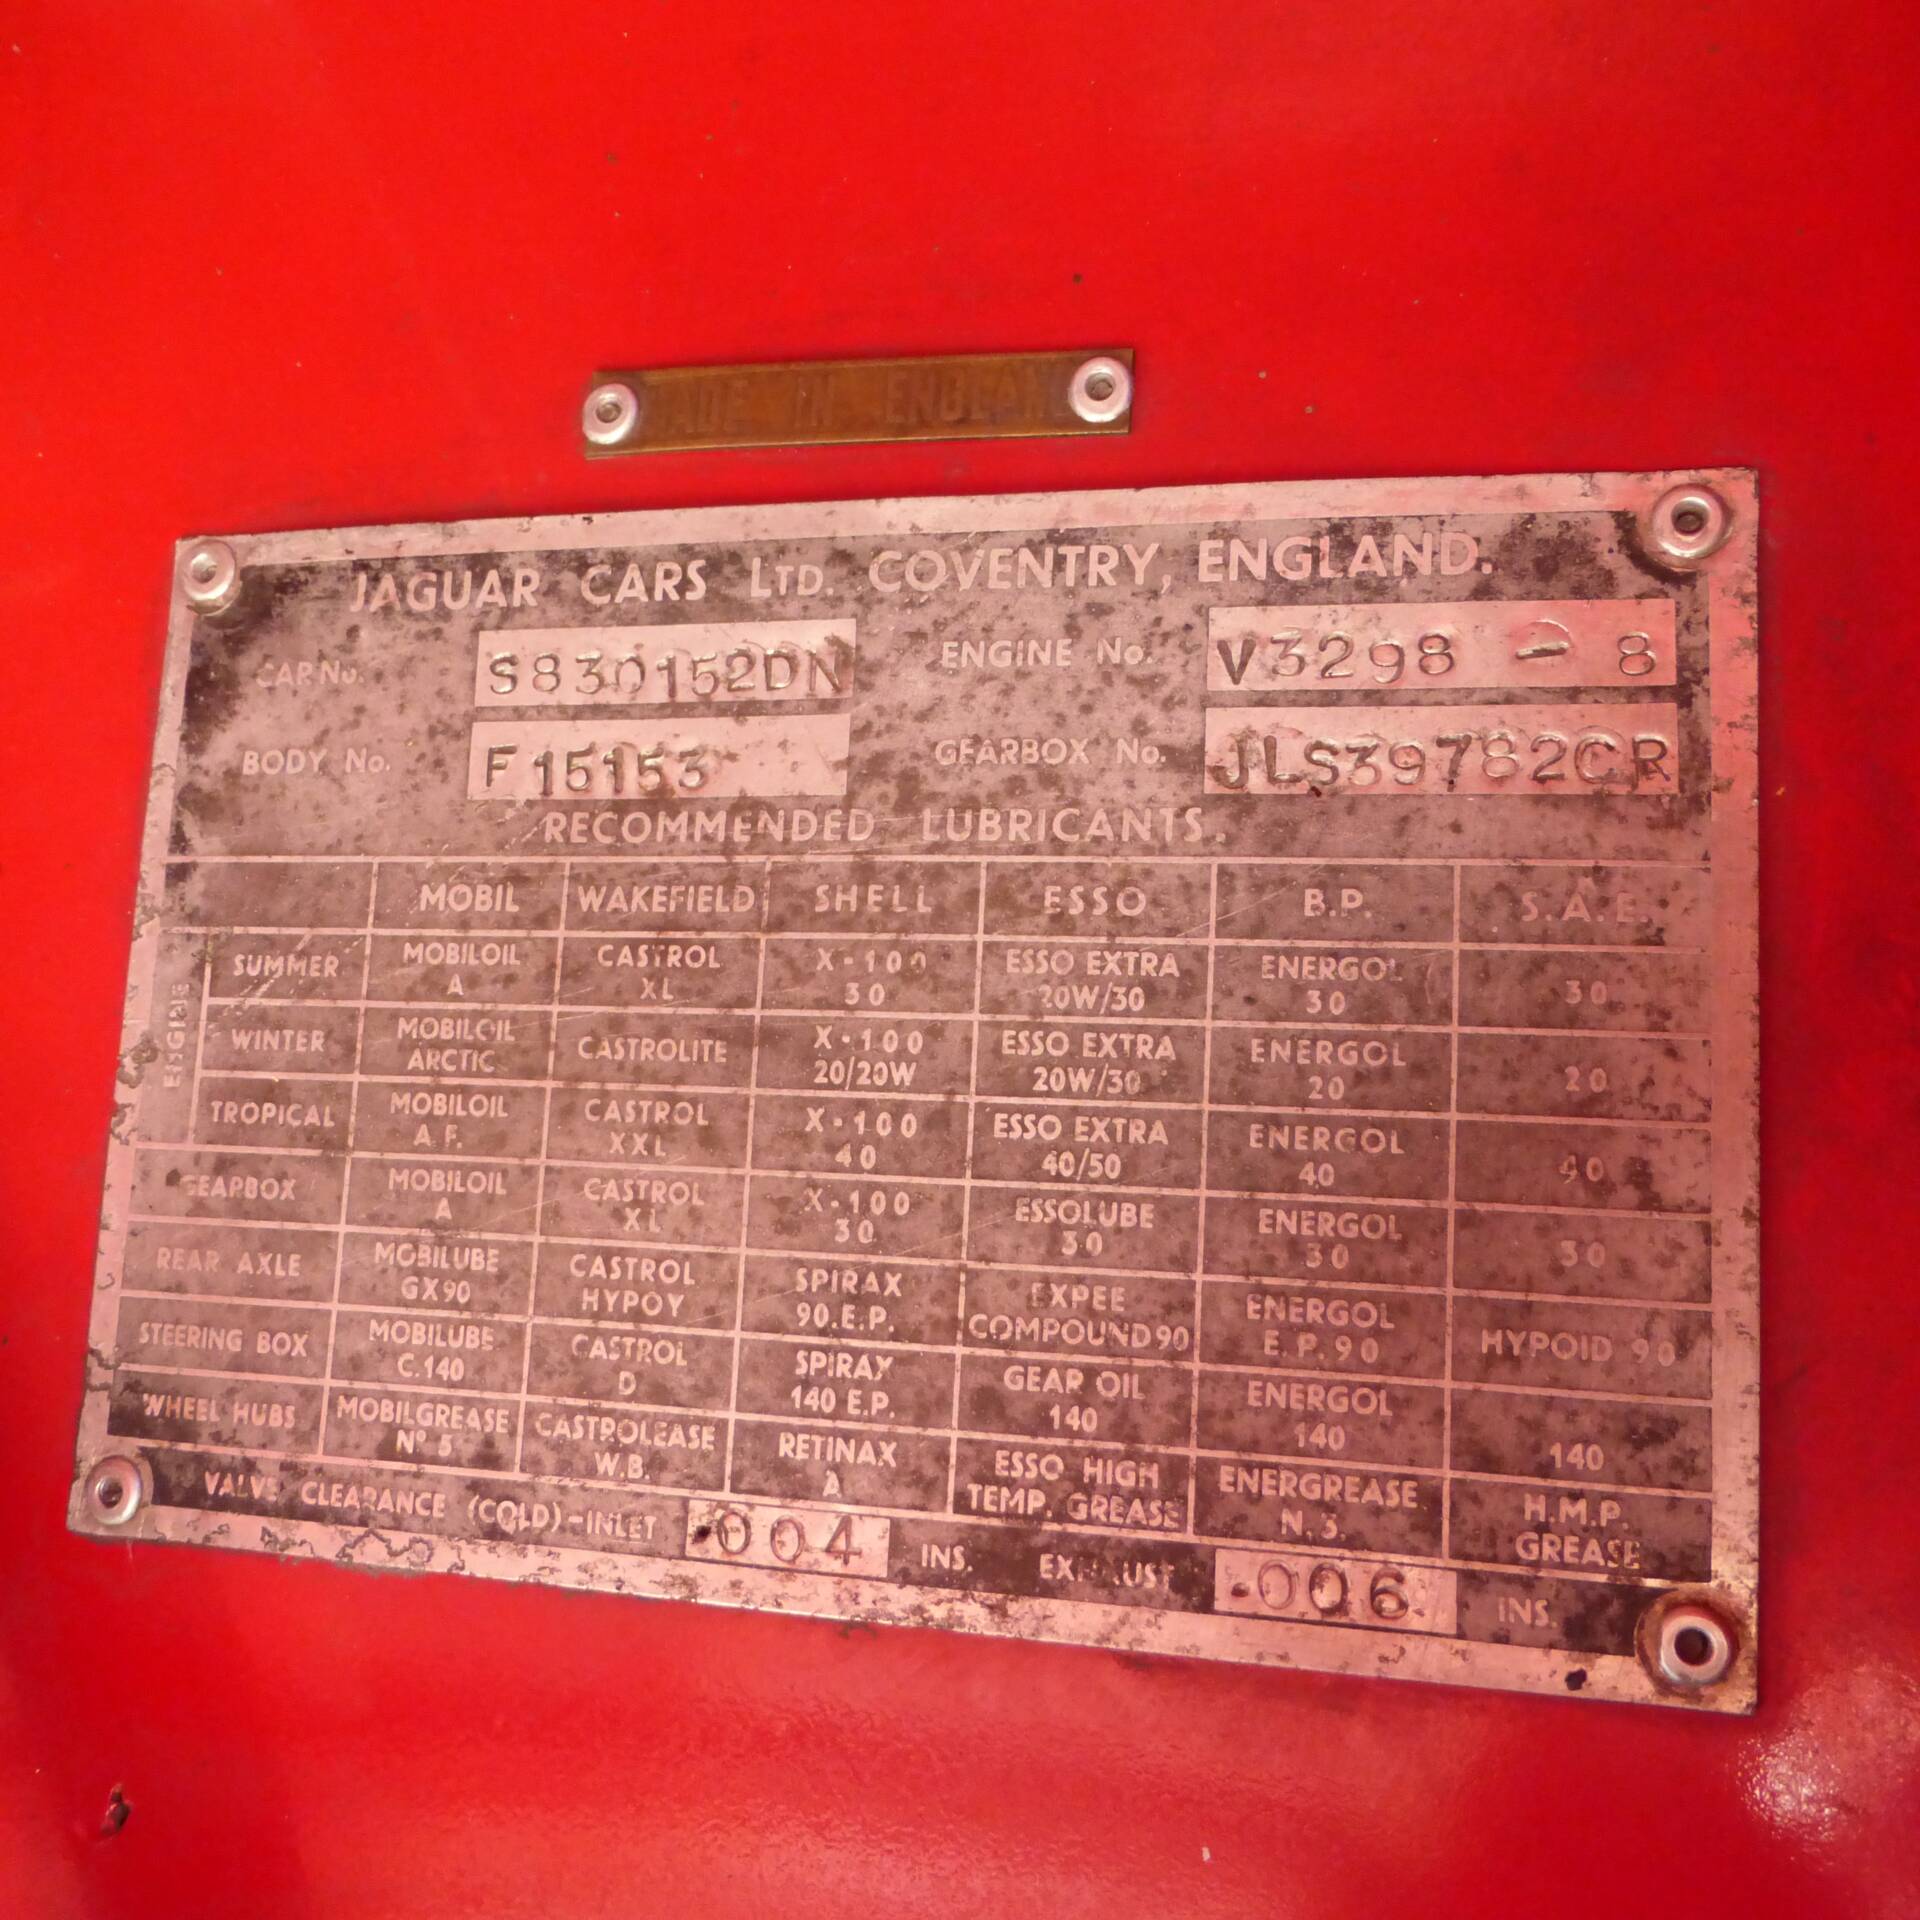 MADE IN ENGLAND
JAGUAR CARS LTD. COVENTRY, ENGLAND.
CAR No. S830152DN ENGINE No. V3298 - 8
BODY No. F15153 GEARBOX No. JLS39782CR
RECOMMENDED LUBRICANTS.
MOBIL WAKEFIELD SHELL ESSO B.P. S.A.E.
ENGINE
SUMMER MOBILOIL A CASTROL XL X-100 30 ESSO EXTRA 20W/30 ENERGOL 30 30
WINTER MOBILOIL ARCTIC CASTROLITE X-100 20/20W ESSO EXTRA 20W/30 ENERGOL 20 20
TROPICAL MOBILOIL A.F. CASTROL XXL X-100 40 ESSO EXTRA 40/50 ENERGOL 40 40
GEARBOX MOBILOIL A CASTROL XL X-100 30 ESSOLUBE 30 ENERGOL 30 30
REAR AXLE MOBILUBE GX90 CASTROL HYPOY SPIRAX 90.E.P. EXPEE COMPOUND 90 ENERGOL E.P.90 HYPOID 90
STEERING BOX MOBILUBE C.140 CASTROL D SPIRAX 140 E.P. GEAR OIL 140 ENERGOL 140 140
WHEEL HUBS MOBILGREASE Nº 5 CASTROLEASE W.B. RETINAX A ESSO HIGH TEMP. GREASE ENERGREASE N.3. H.M.P. GREASE
VALVE CLEARANCE (COLD)-INLET .004 INS. EXHAUST .006 INS.